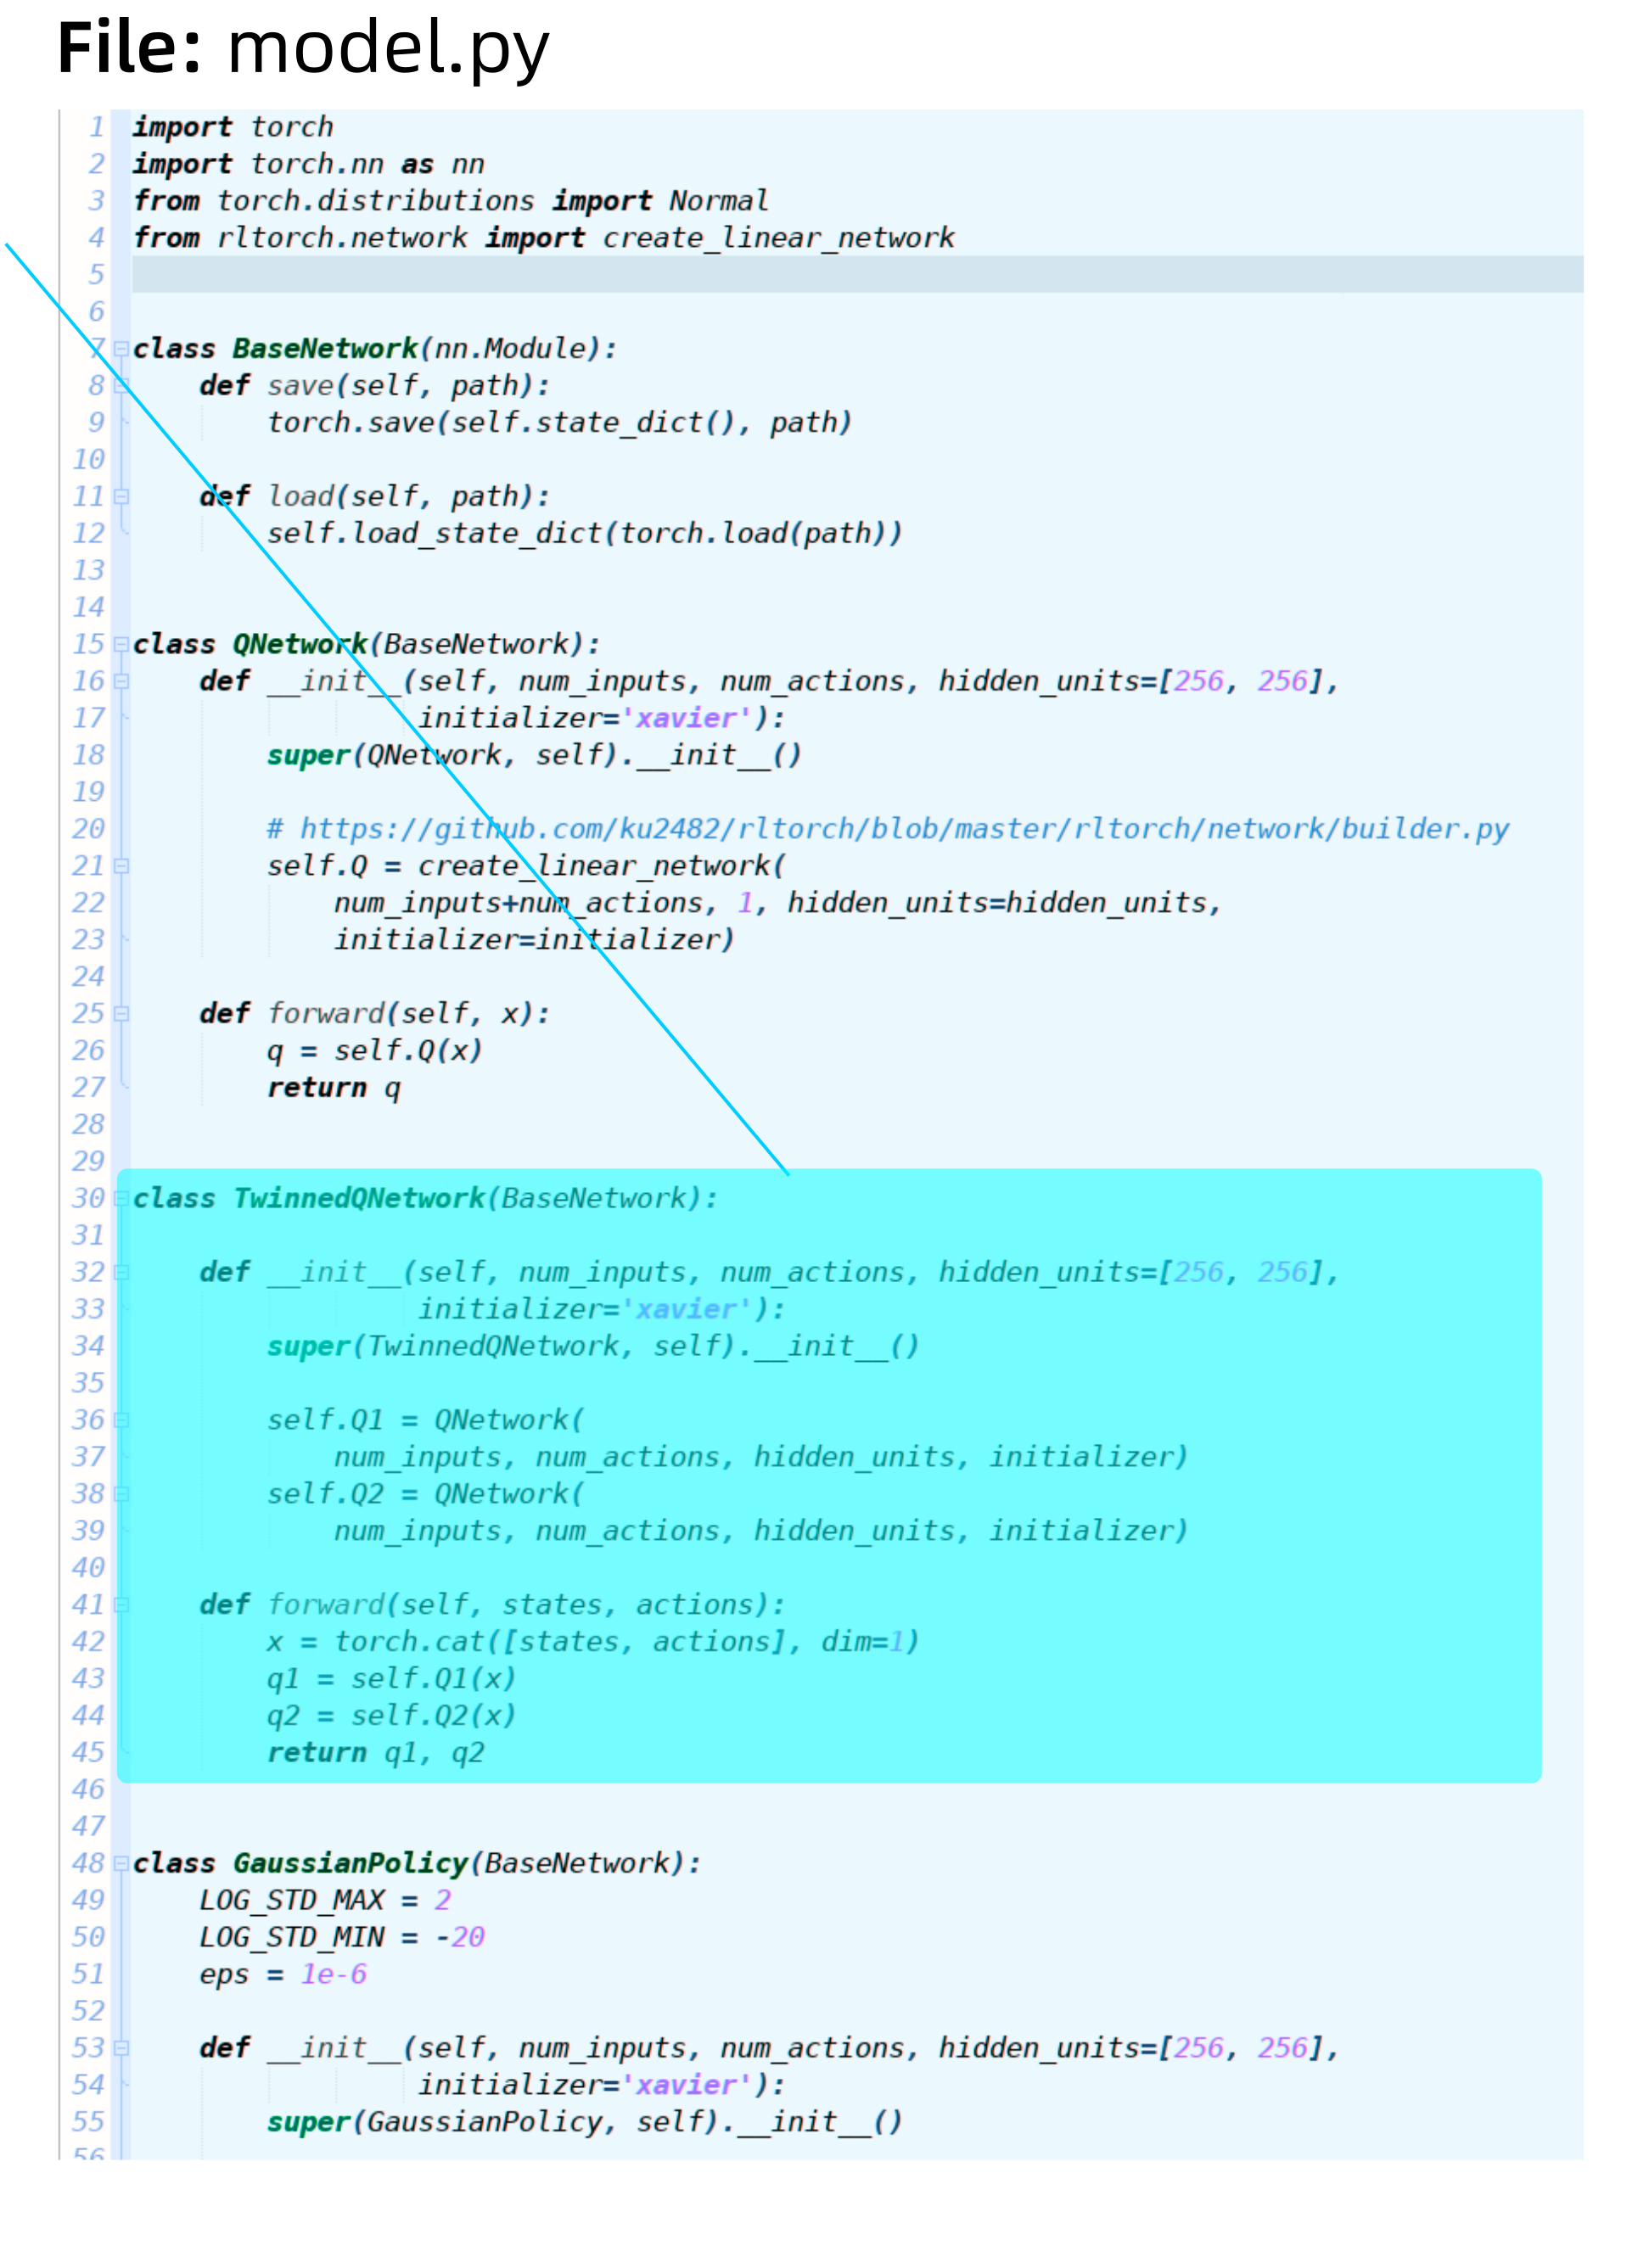 File: model.py
1 import torch
2 import torch.nn as nn
3 from torch.distributions import Normal
4 from rltorch.network import create_linear_network
5
6
7 class BaseNetwork(nn.Module):
8     def save(self, path):
9         torch.save(self.state_dict(), path)
10
11     def load(self, path):
12         self.load_state_dict(torch.load(path))
13
14
15 class QNetwork(BaseNetwork):
16     def __init__(self, num_inputs, num_actions, hidden_units=[256, 256],
17                  initializer='xavier'):
18         super(QNetwork, self).__init__()
19
20         # https://github.com/ku2482/rltorch/blob/master/rltorch/network/builder.py
21         self.Q = create_linear_network(
22             num_inputs+num_actions, 1, hidden_units=hidden_units,
23             initializer=initializer)
24
25     def forward(self, x):
26         q = self.Q(x)
27         return q
28
29
30 class TwinnedQNetwork(BaseNetwork):
31
32     def __init__(self, num_inputs, num_actions, hidden_units=[256, 256],
33                  initializer='xavier'):
34         super(TwinnedQNetwork, self).__init__()
35
36         self.Q1 = QNetwork(
37             num_inputs, num_actions, hidden_units, initializer)
38         self.Q2 = QNetwork(
39             num_inputs, num_actions, hidden_units, initializer)
40
41     def forward(self, states, actions):
42         x = torch.cat([states, actions], dim=1)
43         q1 = self.Q1(x)
44         q2 = self.Q2(x)
45         return q1, q2
46
47
48 class GaussianPolicy(BaseNetwork):
49     LOG_STD_MAX = 2
50     LOG_STD_MIN = -20
51     eps = 1e-6
52
53     def __init__(self, num_inputs, num_actions, hidden_units=[256, 256],
54                  initializer='xavier'):
55         super(GaussianPolicy, self).__init__()
56